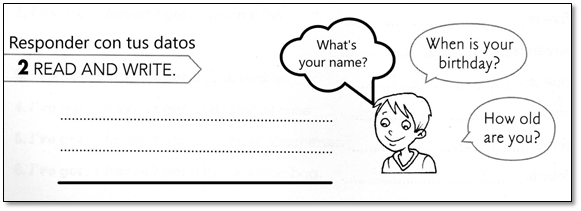 Responder con tus datos
2 READ AND WRITE.
What's
your name?
When is your
birthday?
How old
are you?